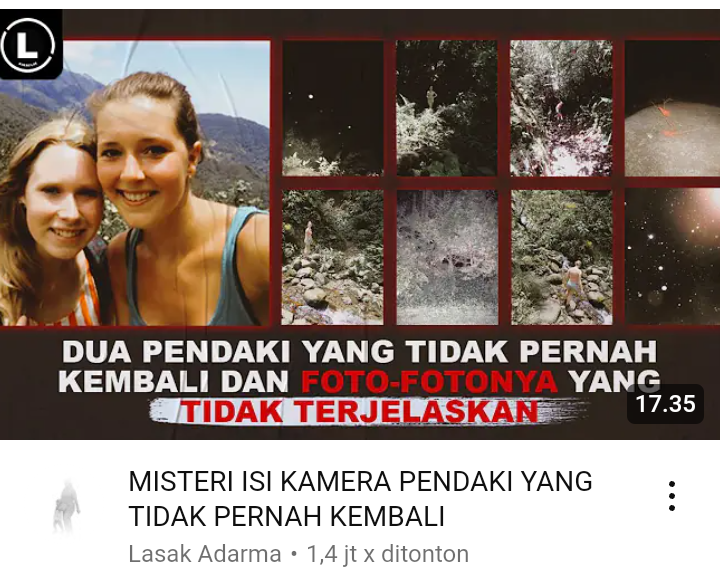 L
DUA PENDAKI YANG TIDAK PERNAH
KEMBALI DAN FOTO-FOTONYA YANG
TIDAK TERJELASKAN
17.35
MISTERI ISI KAMERA PENDAKI YANG
TIDAK PERNAH KEMBALI
Lasak Adarma • 1,4 jt x ditonton